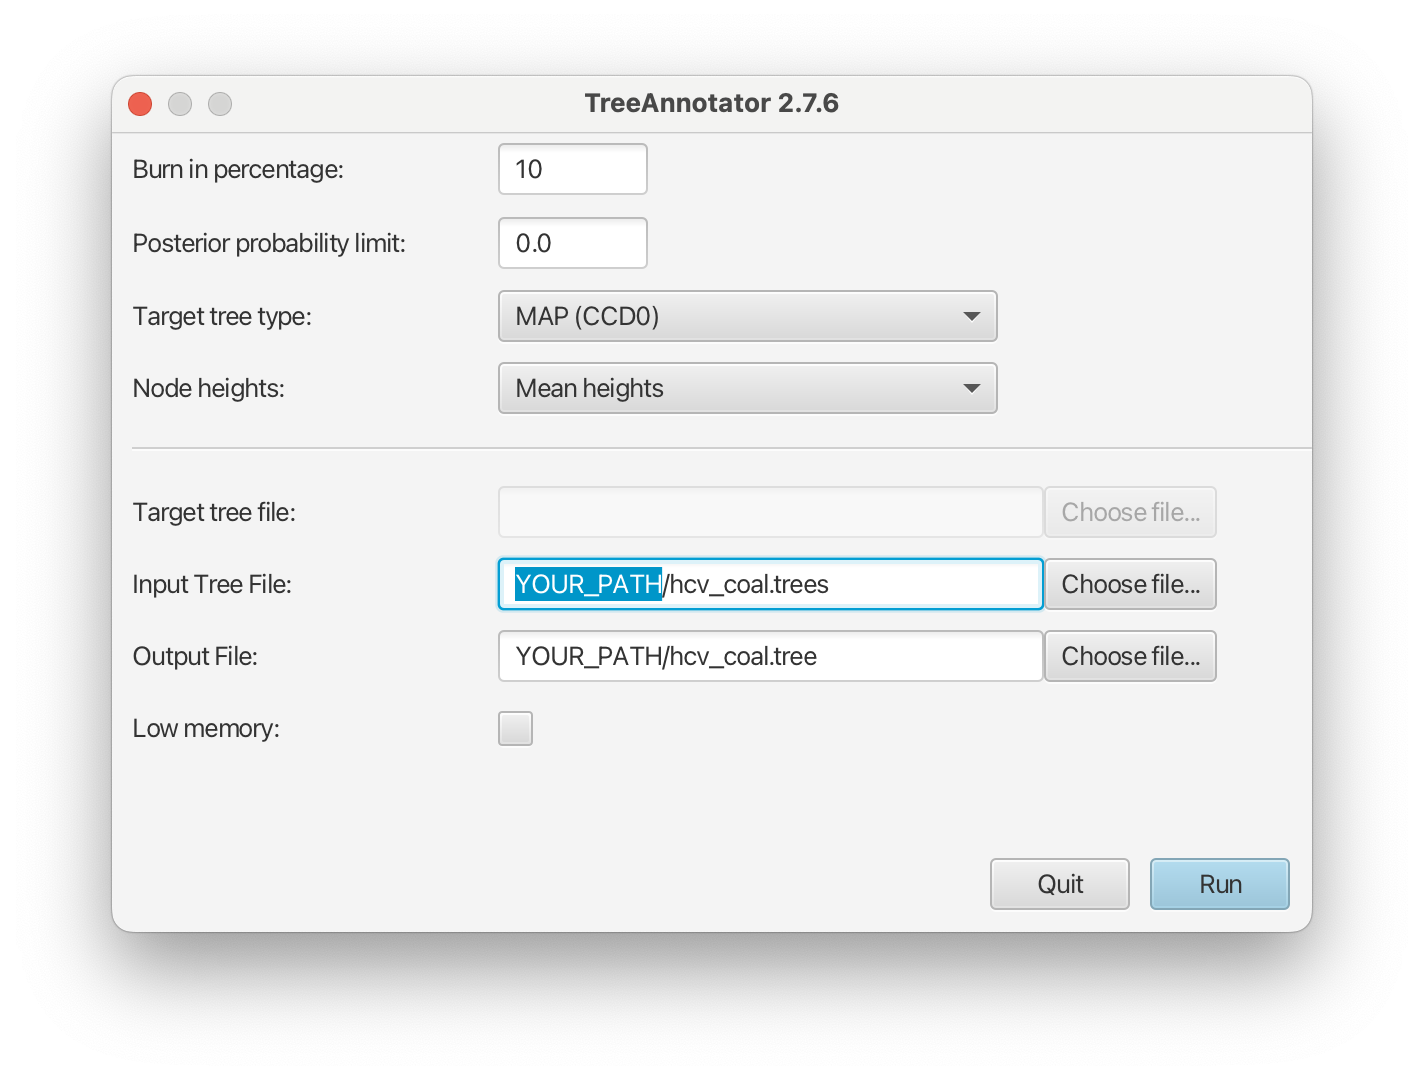 TreeAnnotator 2.7.6
Burn in percentage: 10
Posterior probability limit: 0.0
Target tree type: MAP (CCD0)
Node heights: Mean heights
Target tree file: Choose file...
Input Tree File: YOUR_PATH/hcv_coal.trees Choose file...
Output File: YOUR_PATH/hcv_coal.tree Choose file...
Low memory:
Quit Run